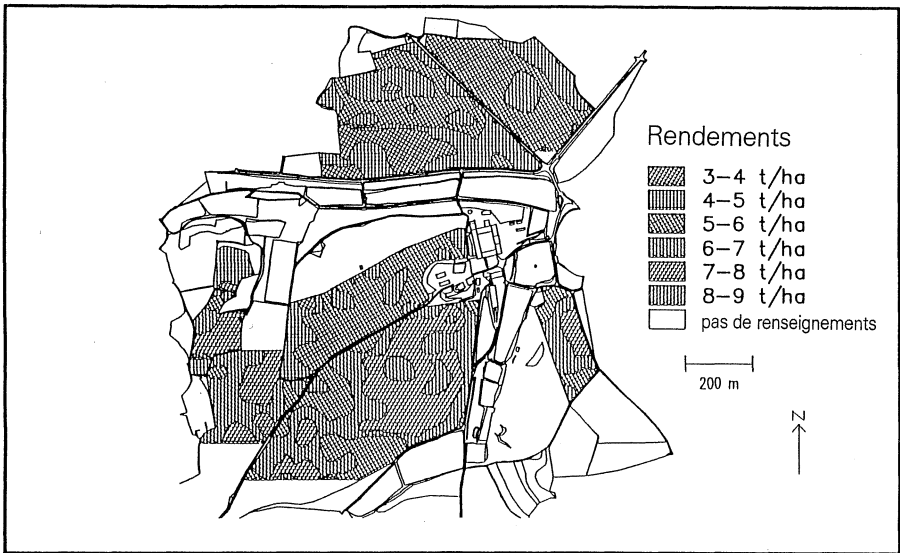 Rendements
3–4 t/ha
4–5 t/ha
5–6 t/ha
6–7 t/ha
7–8 t/ha
8–9 t/ha
pas de renseignements
200 m
N